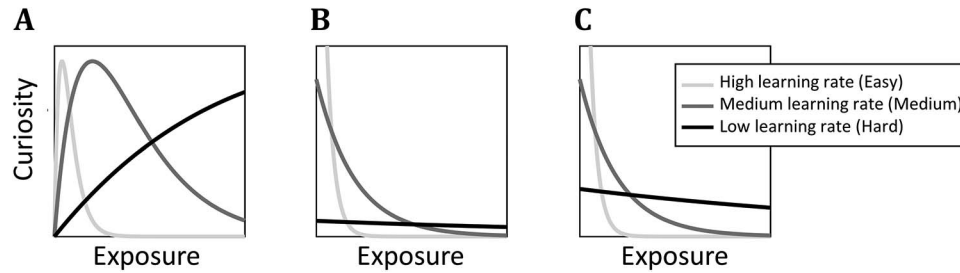 A
B
C
Curiosity
Exposure
Exposure
Exposure
High learning rate (Easy)
Medium learning rate (Medium)
Low learning rate (Hard)